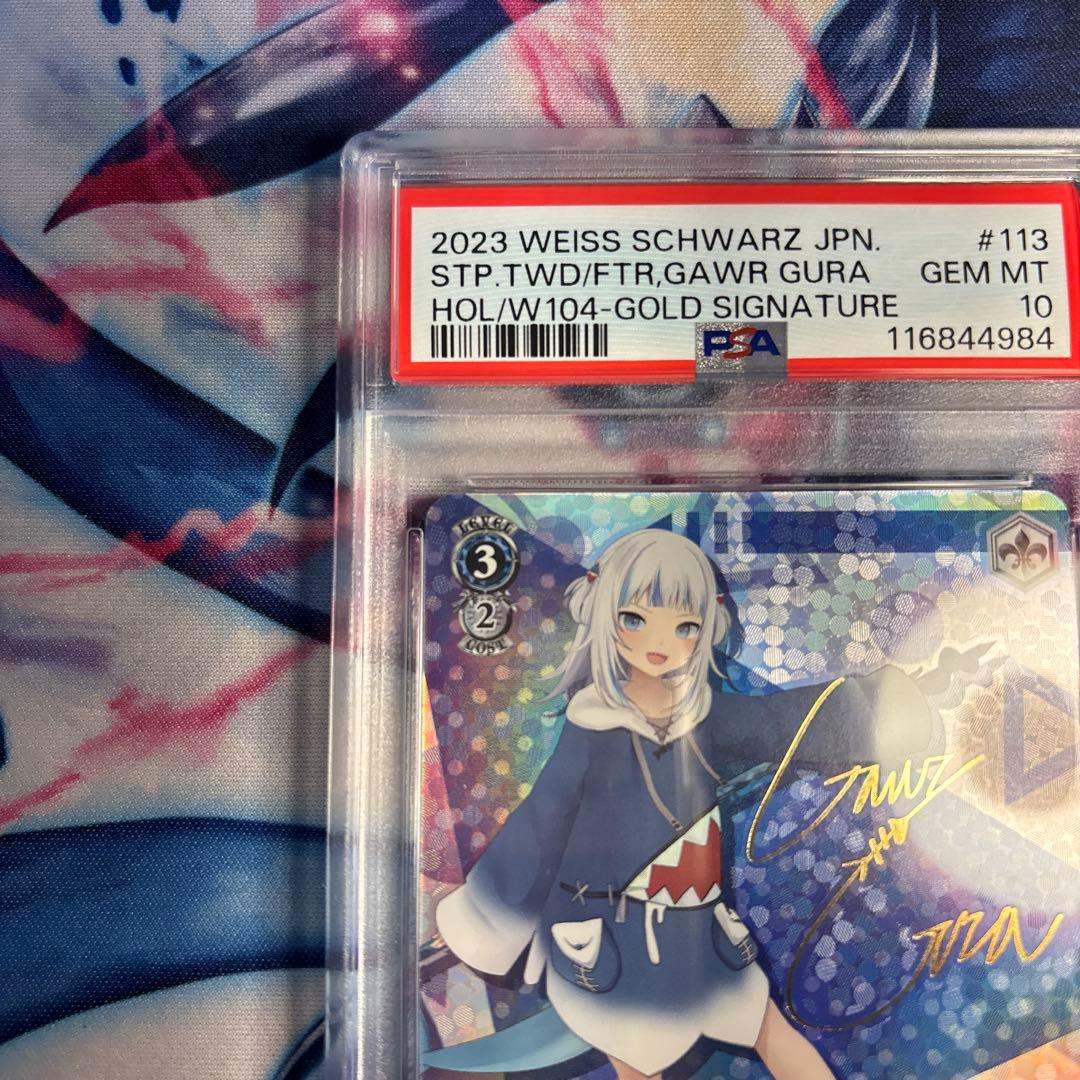 2023 WEISS SCHWARZ JPN. #113
STP.TWD/FTR,GAWR GURA GEM MT
HOL/W104-GOLD SIGNATURE 10
PSA 116844984
LEVEL
3
2
COST
Gawr
Gura